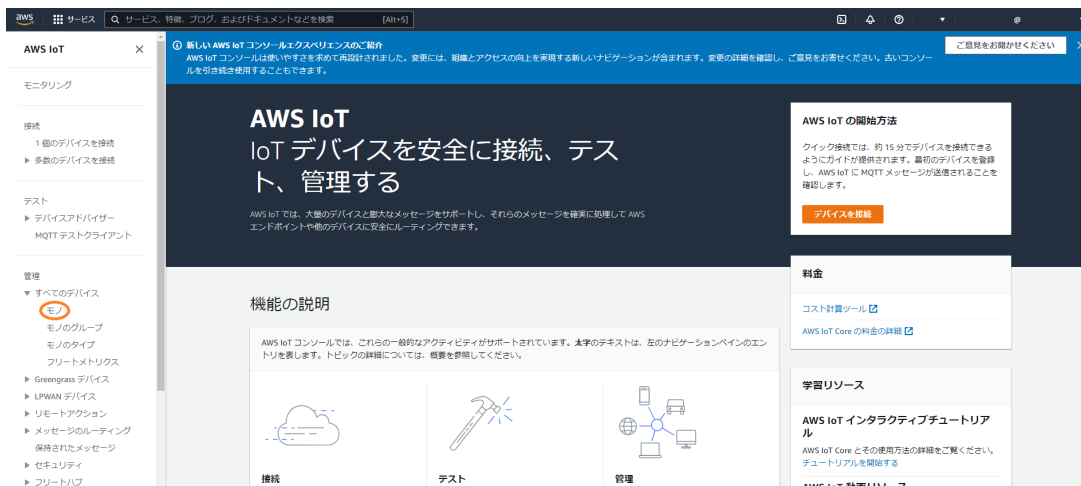 aws
サービス
サービス、特徴、ブログ、およびドキュメントなどを検索
[Alt+S]
@
AWS IoT
モニタリング
接続
1 個のデバイスを接続
多数のデバイスを接続
テスト
デバイスアドバイザー
MQTT テストクライアント
管理
すべてのデバイス
モノ
モノのグループ
モノのタイプ
フリートメトリクス
Greengrass デバイス
LPWAN デバイス
リモートアクション
メッセージのルーティング
保持されたメッセージ
セキュリティ
フリートハブ
新しい AWS IoT コンソールエクスペリエンスのご紹介
AWS IoT コンソールは使いやすさを求めて再設計されました。変更には、組織とアクセスの向上を実現する新しいナビゲーションが含まれます。変更の詳細を確認し、ご意見をお寄せください。古いコンソー
ルを引き続き使用することもできます。
ご意見をお聞かせください
AWS IoT
IoT デバイスを安全に接続、テス
ト、管理する
AWS IoT では、大量のデバイスと膨大なメッセージをサポートし、それらのメッセージを確実に処理して AWS
エンドポイントや他のデバイスに安全にルーティングできます。
AWS IoT の開始方法
クイック接続では、約 15 分でデバイスを接続できる
ようにガイドが提供されます。最初のデバイスを登録
し、AWS IoT に MQTT メッセージが送信されることを
確認します。
デバイスを接続
料金
コスト計算ツール
AWS IoT Core の料金の詳細
機能の説明
AWS IoT コンソールでは、これらの一般的なアクティビティがサポートされています。太字のテキストは、左のナビゲーションペインのエン
トリを表します。トピックの詳細については、概要を参照してください。
接続
テスト
管理
学習リソース
AWS IoT インタラクティブチュートリア
ル
AWS IoT Core とその使用方法の詳細をご覧ください。
チュートリアルを開始する
AWS IoT 動画リソース